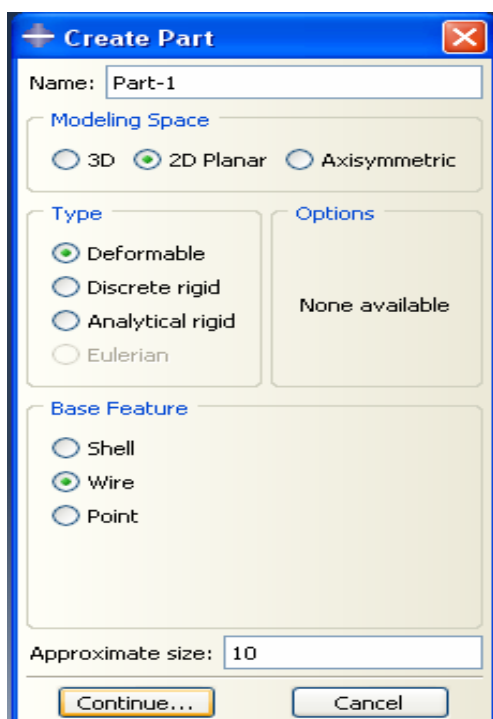 Create Part
Name: Part-1
Modeling Space
3D 2D Planar Axisymmetric
Type
Deformable
Discrete rigid
Analytical rigid
Eulerian
Options
None available
Base Feature
Shell
Wire
Point
Approximate size: 10
Continue... Cancel